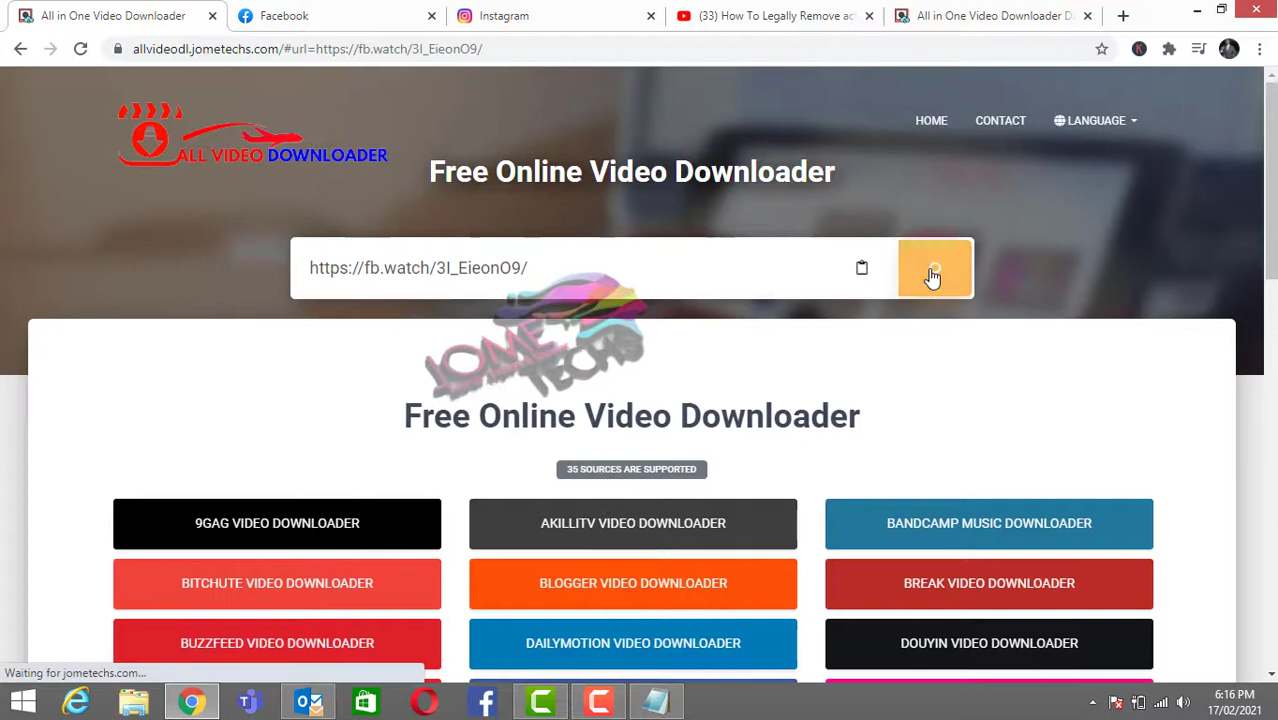 All in One Video Downloader
Facebook
Instagram
(33) How To Legally Remove ac
All in One Video Downloader D
allvideodl.jometechs.com/#url=https://fb.watch/3I_EieonO9/
K
ALL VIDEO DOWNLOADER
HOME
CONTACT
LANGUAGE
Free Online Video Downloader
https://fb.watch/3I_EieonO9/
JOME TECHS
Free Online Video Downloader
35 SOURCES ARE SUPPORTED
9GAG VIDEO DOWNLOADER
AKILLITV VIDEO DOWNLOADER
BANDCAMP MUSIC DOWNLOADER
BITCHUTE VIDEO DOWNLOADER
BLOGGER VIDEO DOWNLOADER
BREAK VIDEO DOWNLOADER
BUZZFEED VIDEO DOWNLOADER
DAILYMOTION VIDEO DOWNLOADER
DOUYIN VIDEO DOWNLOADER
Waiting for jometechs.com...
6:16 PM
17/02/2021